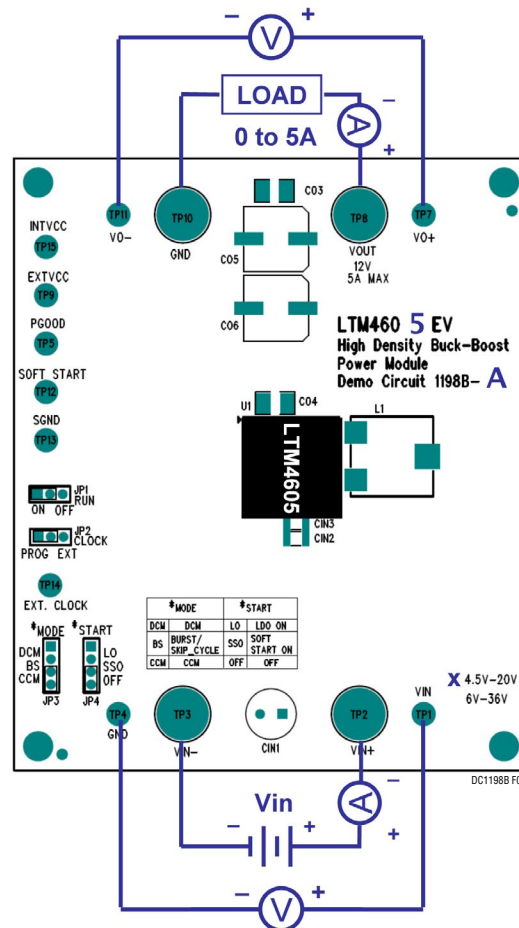 − V +
LOAD
−
A
0 to 5A
+
C03
TP11
TP10
TP8
TP7
VO-
GND
VOUT
12V
5A MAX
VO+
INTVCC
TP15
EXTVCC
TP9
PGOOD
TP5
SOFT START
TP12
SGND
TP13
C05
C06
LTM460 5 EV
High Density Buck-Boost
Power Module
Demo Circuit 1198B- A
U1
C04
L1
LTM4605
CIN3
CIN2
JP1
RUN
ON OFF
JP2
CLOCK
PROG EXT
TP14
EXT. CLOCK
*MODE *START
DCM
BS
CCM
LO
SSO
OFF
JP3 JP4
*MODE *START
DCM DCM LO LDO ON
BS BURST/ SKIP_CYCLE SSO SOFT START ON
CCM CCM OFF OFF
X 4.5V-20V
6V-36V
VIN
TP4
GND
TP3
VIN-
CIN1
TP2
VIN+
TP1
DC1198B F0
−
A
+
Vin
− +
− V +